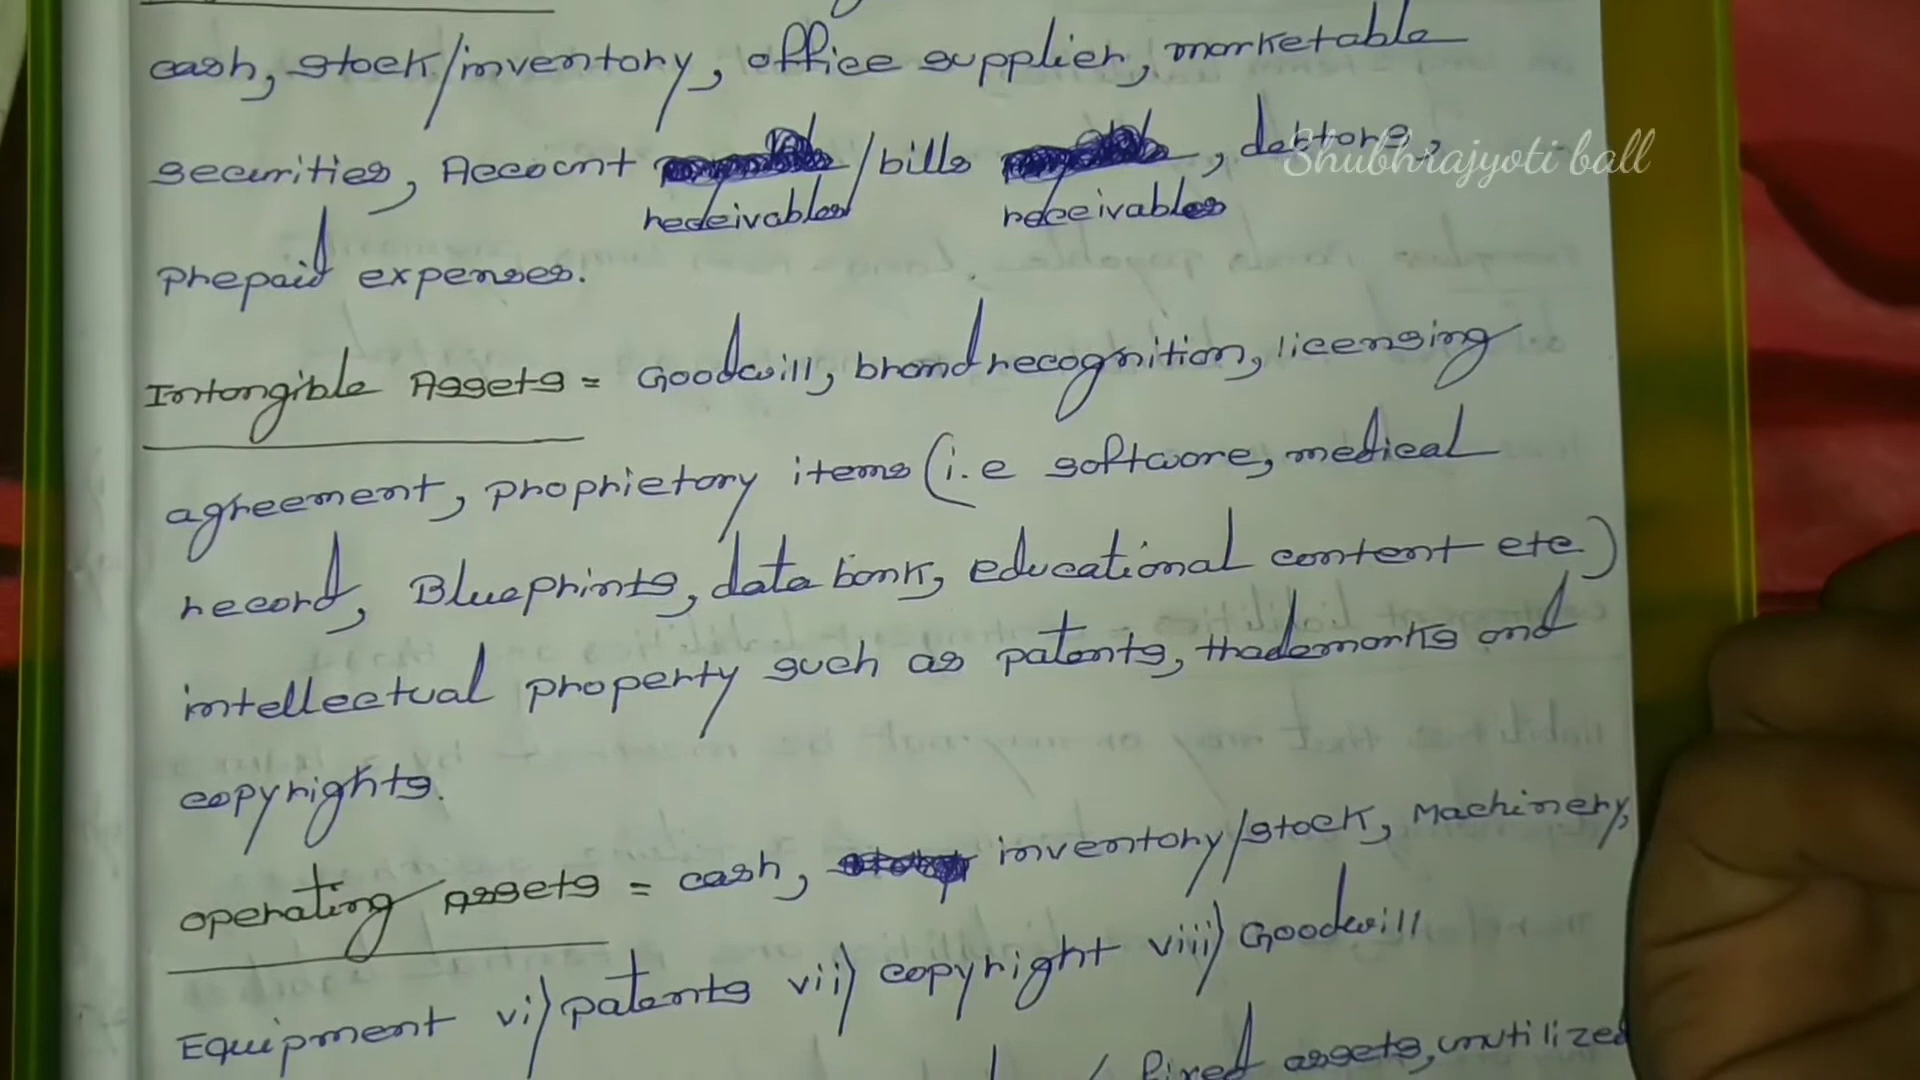 cash, stock/inventory, office supplier, marketable
securities, Account receivables/bills receivables, debtors,
Shubhrajyoti ball
prepaid expenses.
Intangible Assets = Goodwill, brand recognition, licensing
agreement, proprietory items (i.e software, medical
record, Blueprints, data bank, educational content etc)
intellectual property such as patents, trademarks and
copyrights.
operating Assets = cash, inventory/stock, Machinery,
Equipment vi) patents vii) copyright viii) Goodwill
fixed assets, unutilized